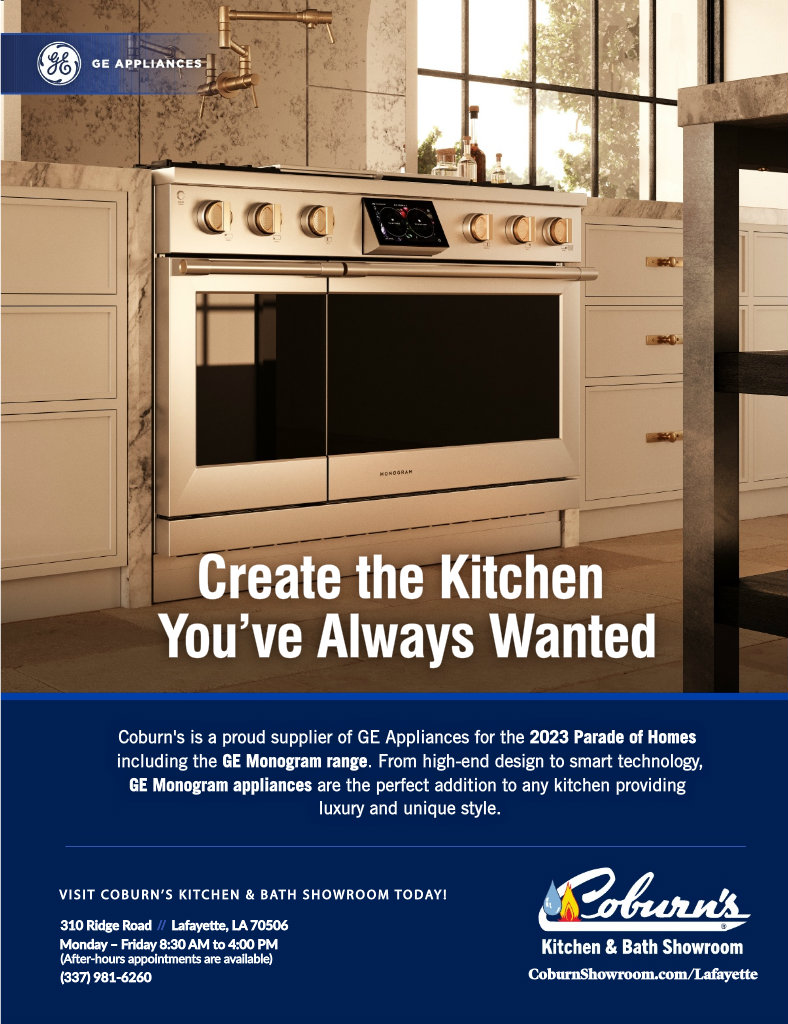 GE APPLIANCES
MONOGRAM
Create the Kitchen
You've Always Wanted
Coburn's is a proud supplier of GE Appliances for the 2023 Parade of Homes
including the GE Monogram range. From high-end design to smart technology,
GE Monogram appliances are the perfect addition to any kitchen providing
luxury and unique style.
VISIT COBURN'S KITCHEN & BATH SHOWROOM TODAY!
310 Ridge Road // Lafayette, LA 70506
Monday – Friday 8:30 AM to 4:00 PM
(After-hours appointments are available)
(337) 981-6260
Coburn's
®
Kitchen & Bath Showroom
CoburnShowroom.com/Lafayette